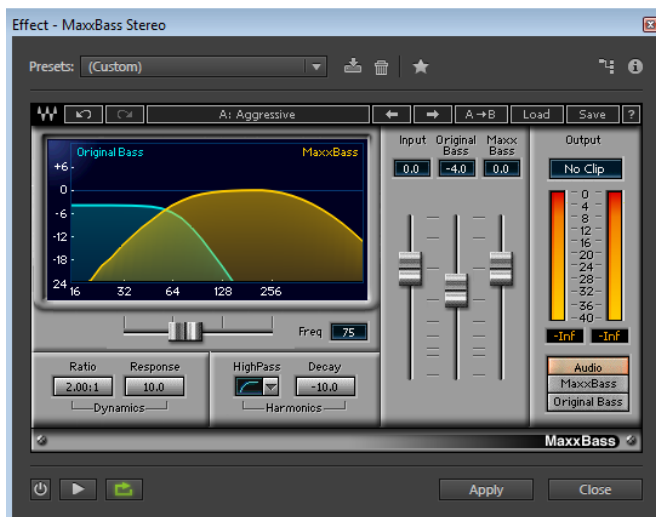 Effect - MaxxBass Stereo
Presets: (Custom)
A: Aggressive A→B Load Save ?
Original Bass MaxxBass
+6
0
-6
-12
-18
24
16 32 64 128 256
Freq 75
Ratio Response
2.00:1 10.0
Dynamics
HighPass Decay
-10.0
Harmonics
Input Original Bass Maxx Bass
0.0 -4.0 0.0
Output
No Clip
0
4
8
12
16
20
24
28
32
36
40
-Inf -Inf
Audio
MaxxBass
Original Bass
MaxxBass
Apply Close